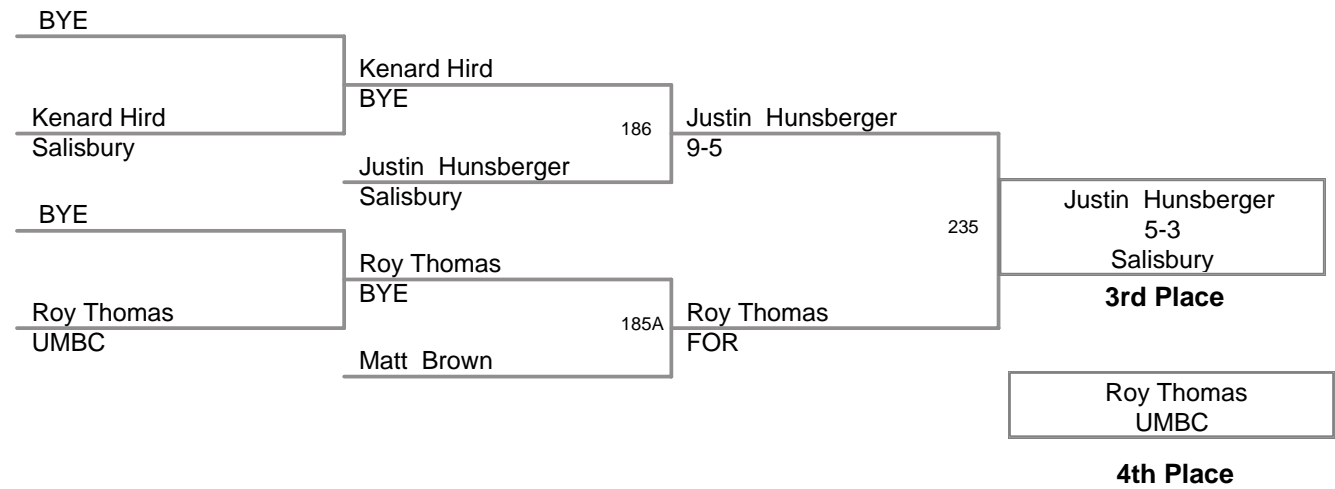 BYE
Kenard Hird
Salisbury
BYE
Roy Thomas
UMBC
Kenard Hird
BYE
186
Justin Hunsberger
Salisbury
Roy Thomas
BYE
185A
Matt Brown
Justin Hunsberger
9-5
235
Roy Thomas
FOR
Justin Hunsberger
5-3
Salisbury
3rd Place
Roy Thomas
UMBC
4th Place